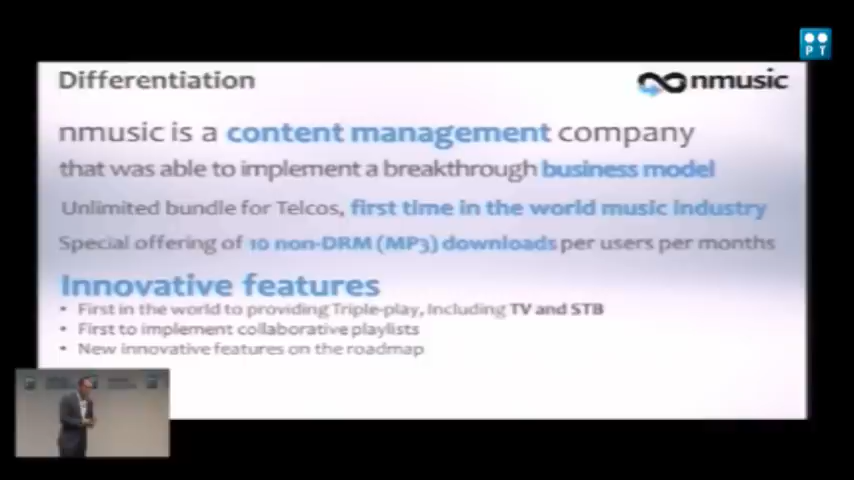 PT
Differentiation
nmusic
nmusic is a content management company
that was able to implement a breakthrough business model
Unlimited bundle for Telcos, first time in the world music industry
Special offering of 10 non-DRM (MP3) downloads per users per months
Innovative features
• First in the world to providing Triple-play, including TV and STB
• First to implement collaborative playlists
• New innovative features on the roadmap